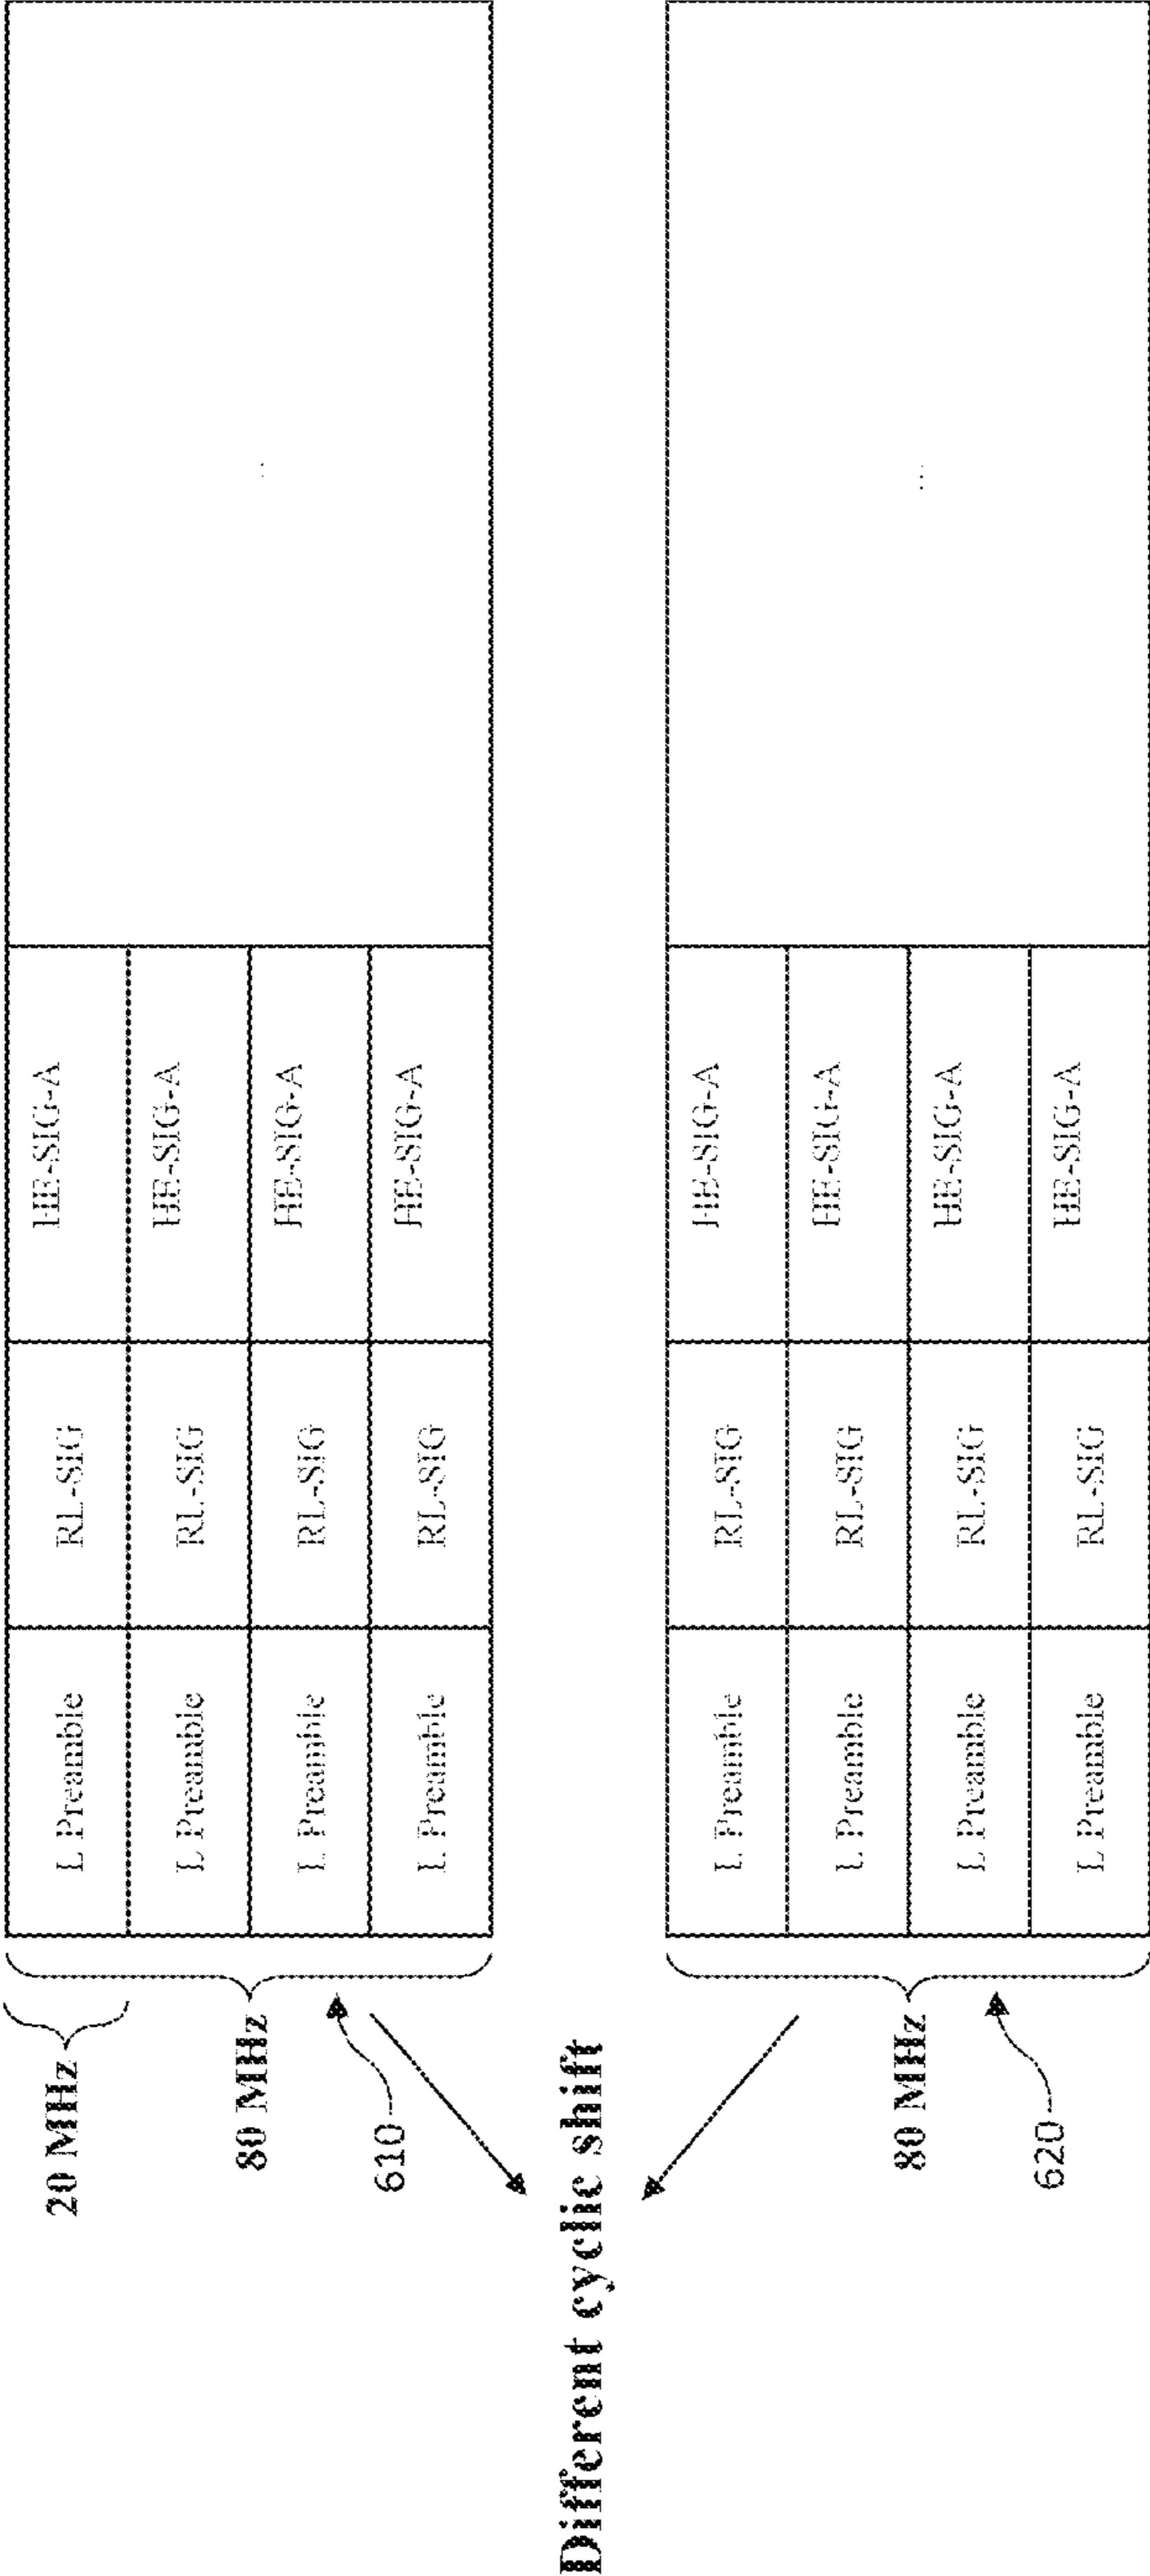 20 MHz
L Preamble RL-SIG HE-SIG-A
L Preamble RL-SIG HE-SIG-A
80 MHz
...
L Preamble RL-SIG HE-SIG-A
610
L Preamble RL-SIG HE-SIG-A
Different cyclic shift
L Preamble RL-SIG HE-SIG-A
L Preamble RL-SIG HE-SIG-A
80 MHz
...
L Preamble RL-SIG HE-SIG-A
620
L Preamble RL-SIG HE-SIG-A